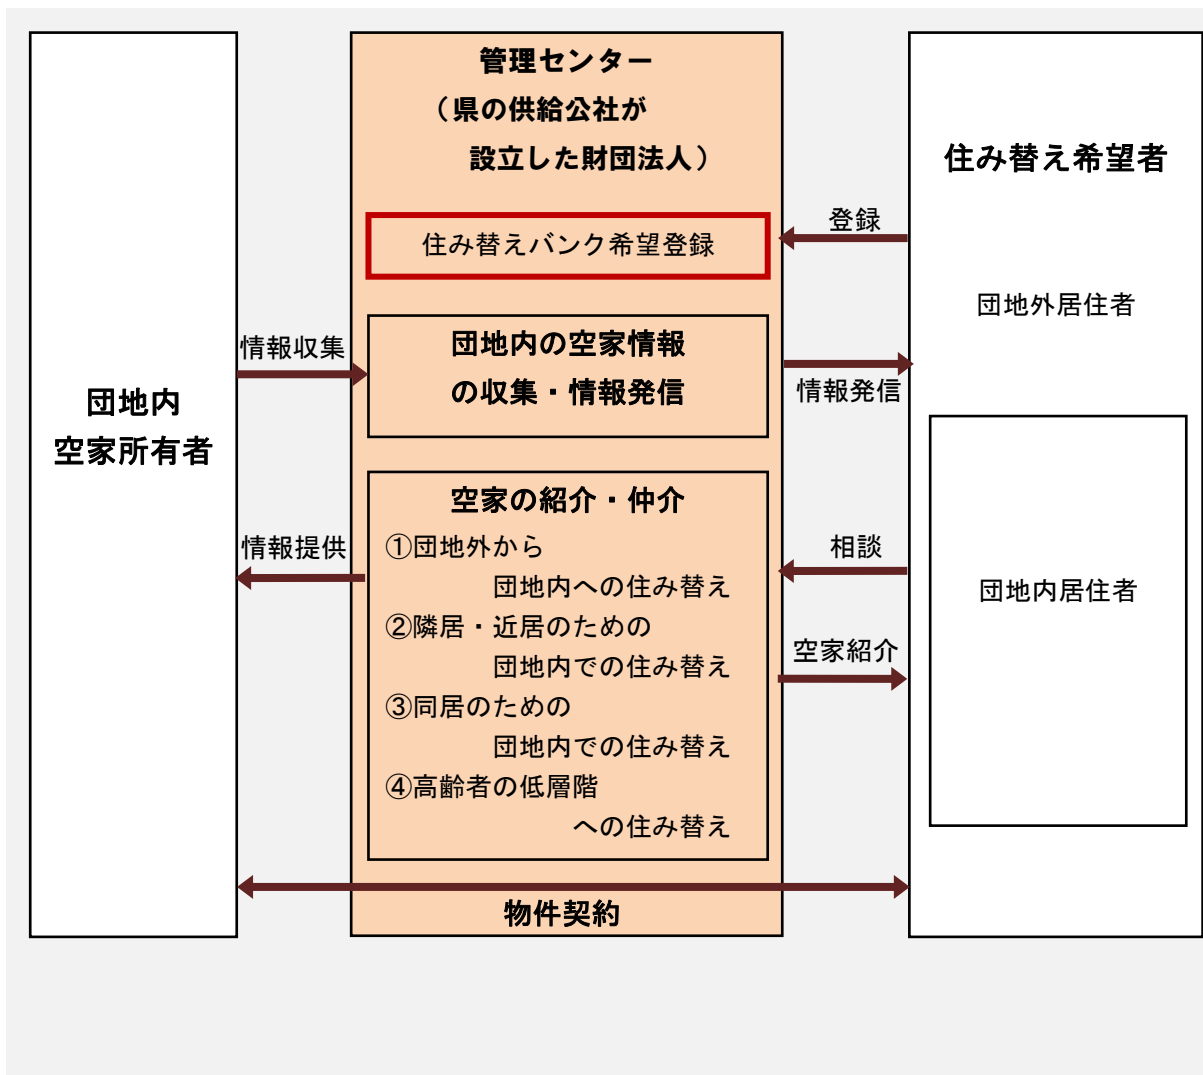 団地内
空家所有者
情報収集
情報提供
管理センター
（県の供給公社が
設立した財団法人）
住み替えバンク希望登録
団地内の空家情報
の収集・情報発信
空家の紹介・仲介
①団地外から
団地内への住み替え
②隣居・近居のための
団地内での住み替え
③同居のための
団地内での住み替え
④高齢者の低層階
への住み替え
物件契約
登録
情報発信
相談
空家紹介
住み替え希望者
団地外居住者
団地内居住者